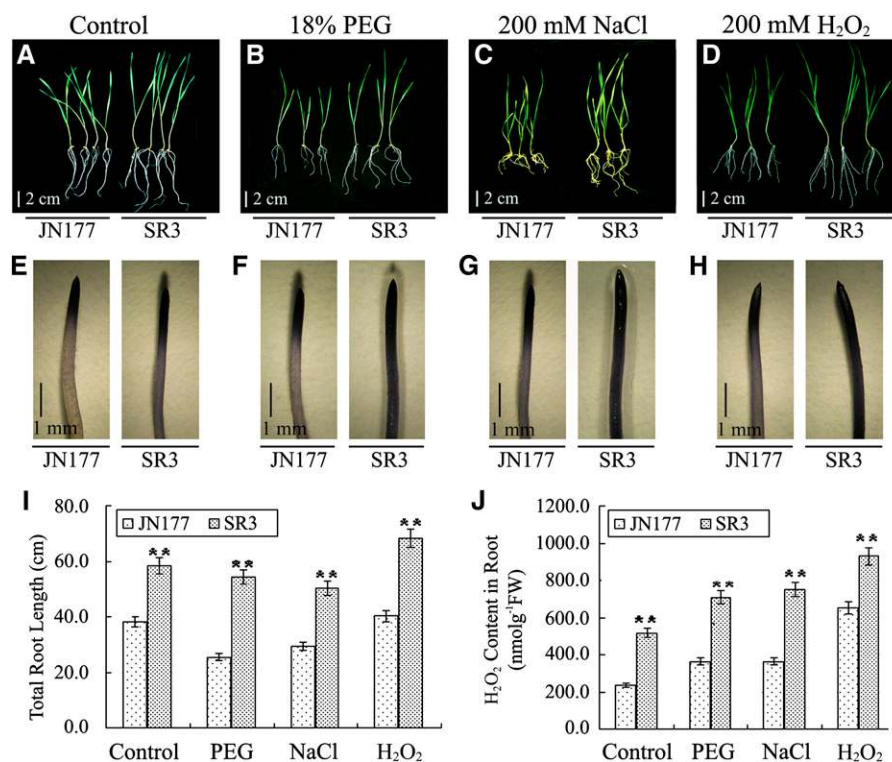 Control 18% PEG 200 mM NaCl 200 mM H₂O₂
A B C D
2 cm 2 cm 2 cm 2 cm
JN177 SR3 JN177 SR3 JN177 SR3 JN177 SR3
E F G H
1 mm 1 mm 1 mm 1 mm
JN177 SR3 JN177 SR3 JN177 SR3 JN177 SR3
I
80.0
JN177 SR3
**
** ** **
60.0
40.0
20.0
0.0
Total Root Length (cm)
Control PEG NaCl H₂O₂
J
1200.0
JN177 SR3
1000.0
**
** ** **
800.0
600.0
400.0
200.0
0.0
H₂O₂ Content in Root
(nmolg⁻¹FW)
Control PEG NaCl H₂O₂